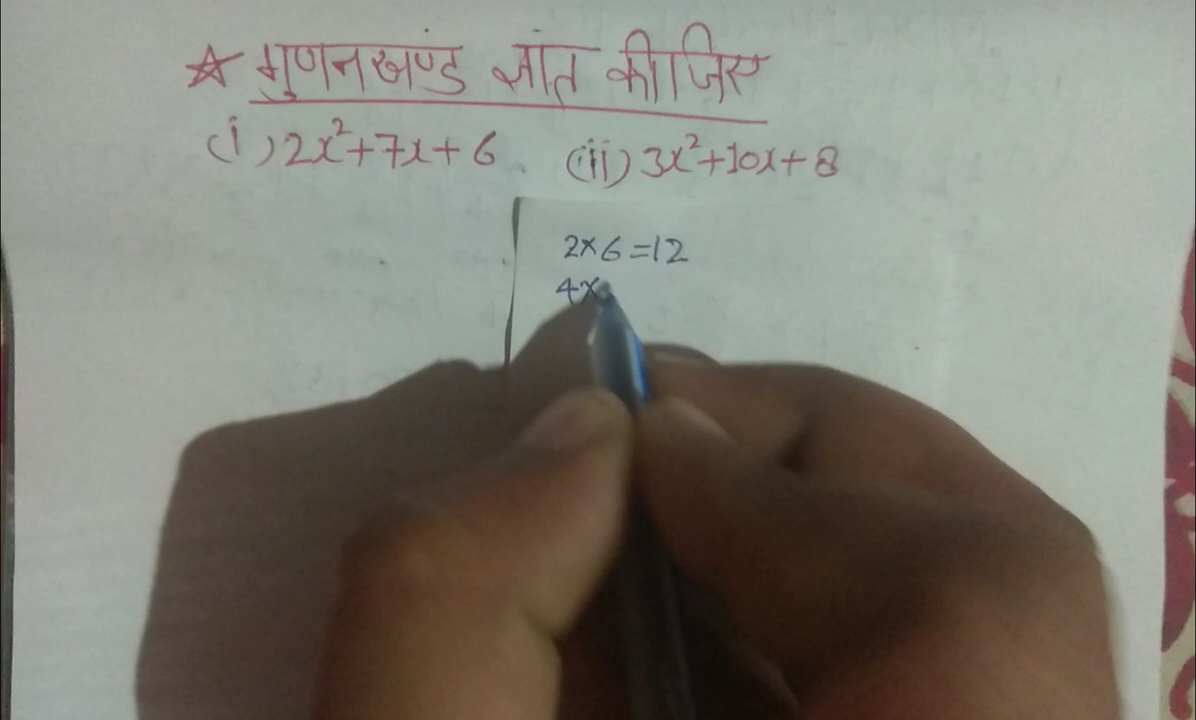 ☆ गुणनखण्ड ज्ञात कीजिए
(i) 2x²+7x+6 (ii) 3x²+10x+8
2×6=12
4×